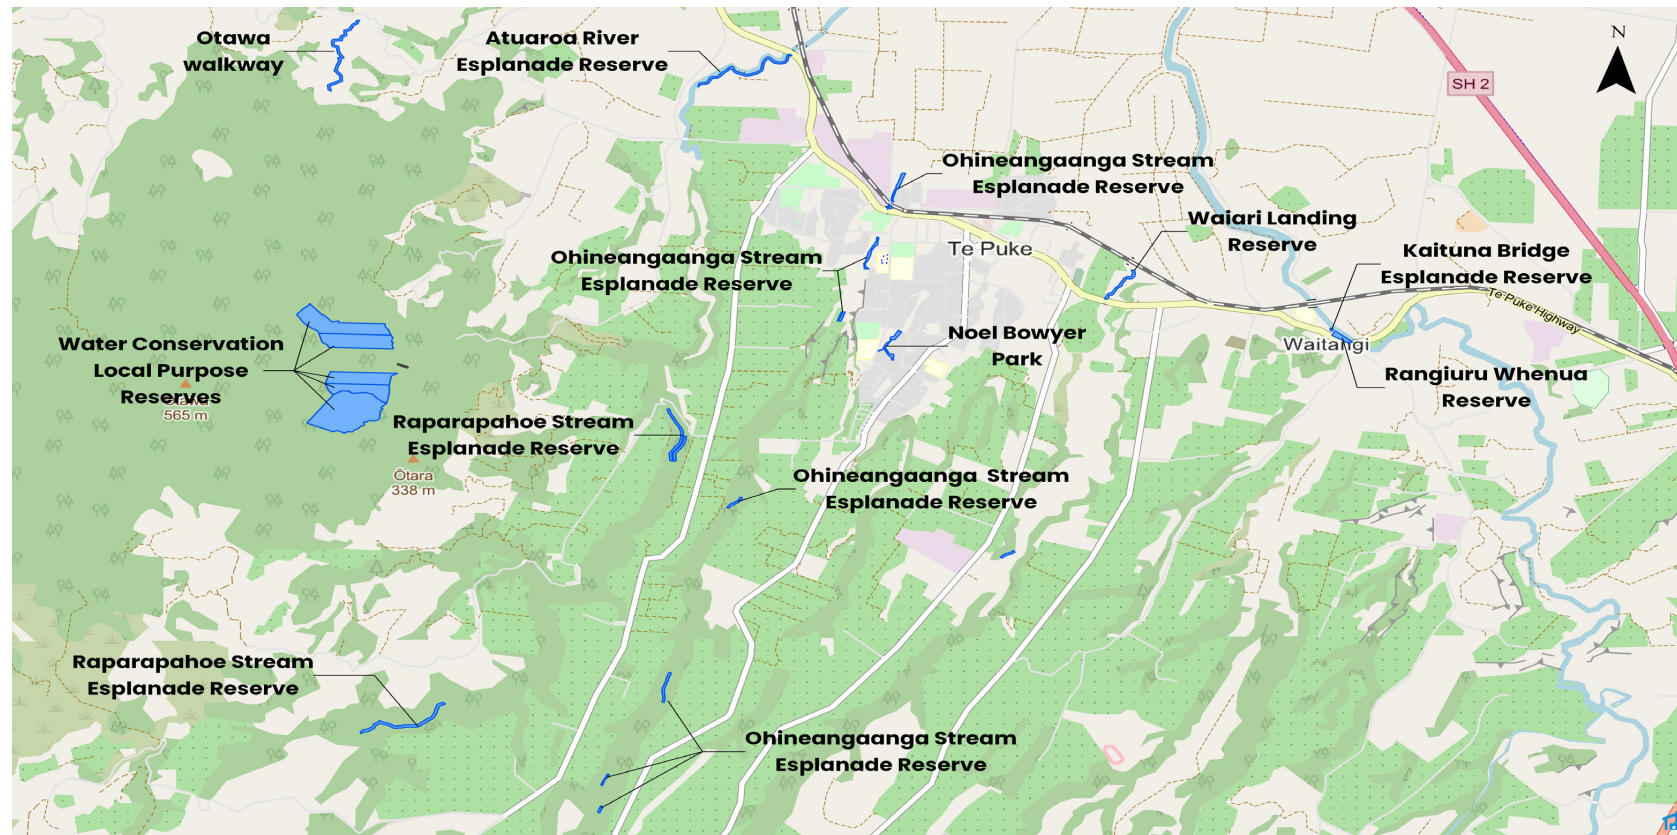 Otawa
walkway
Atuaroa River
Esplanade Reserve
N
SH 2
Ohineangaanga Stream
Esplanade Reserve
Waiari Landing
Reserve
Te Puke
Kaituna Bridge
Esplanade Reserve
Ohineangaanga Stream
Esplanade Reserve
Te Puke Highway
Noel Bowyer
Park
Waitangi
Water Conservation
Local Purpose
Reserves
565 m
Rangiuru Whenua
Reserve
Raparapahoe Stream
Esplanade Reserve
Ōtara
338 m
Ohineangaanga Stream
Esplanade Reserve
Raparapahoe Stream
Esplanade Reserve
Ohineangaanga Stream
Esplanade Reserve